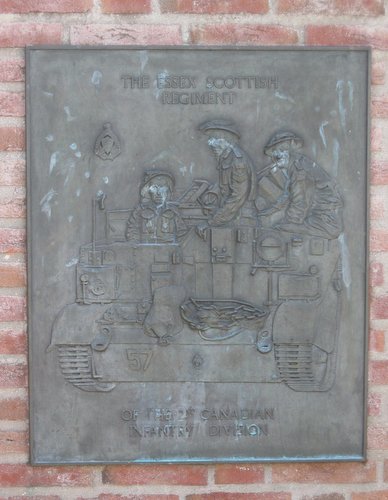 THE ESSEX SCOTTISH
REGIMENT
57
OF THE 2ND CANADIAN
INFANTRY DIVISION